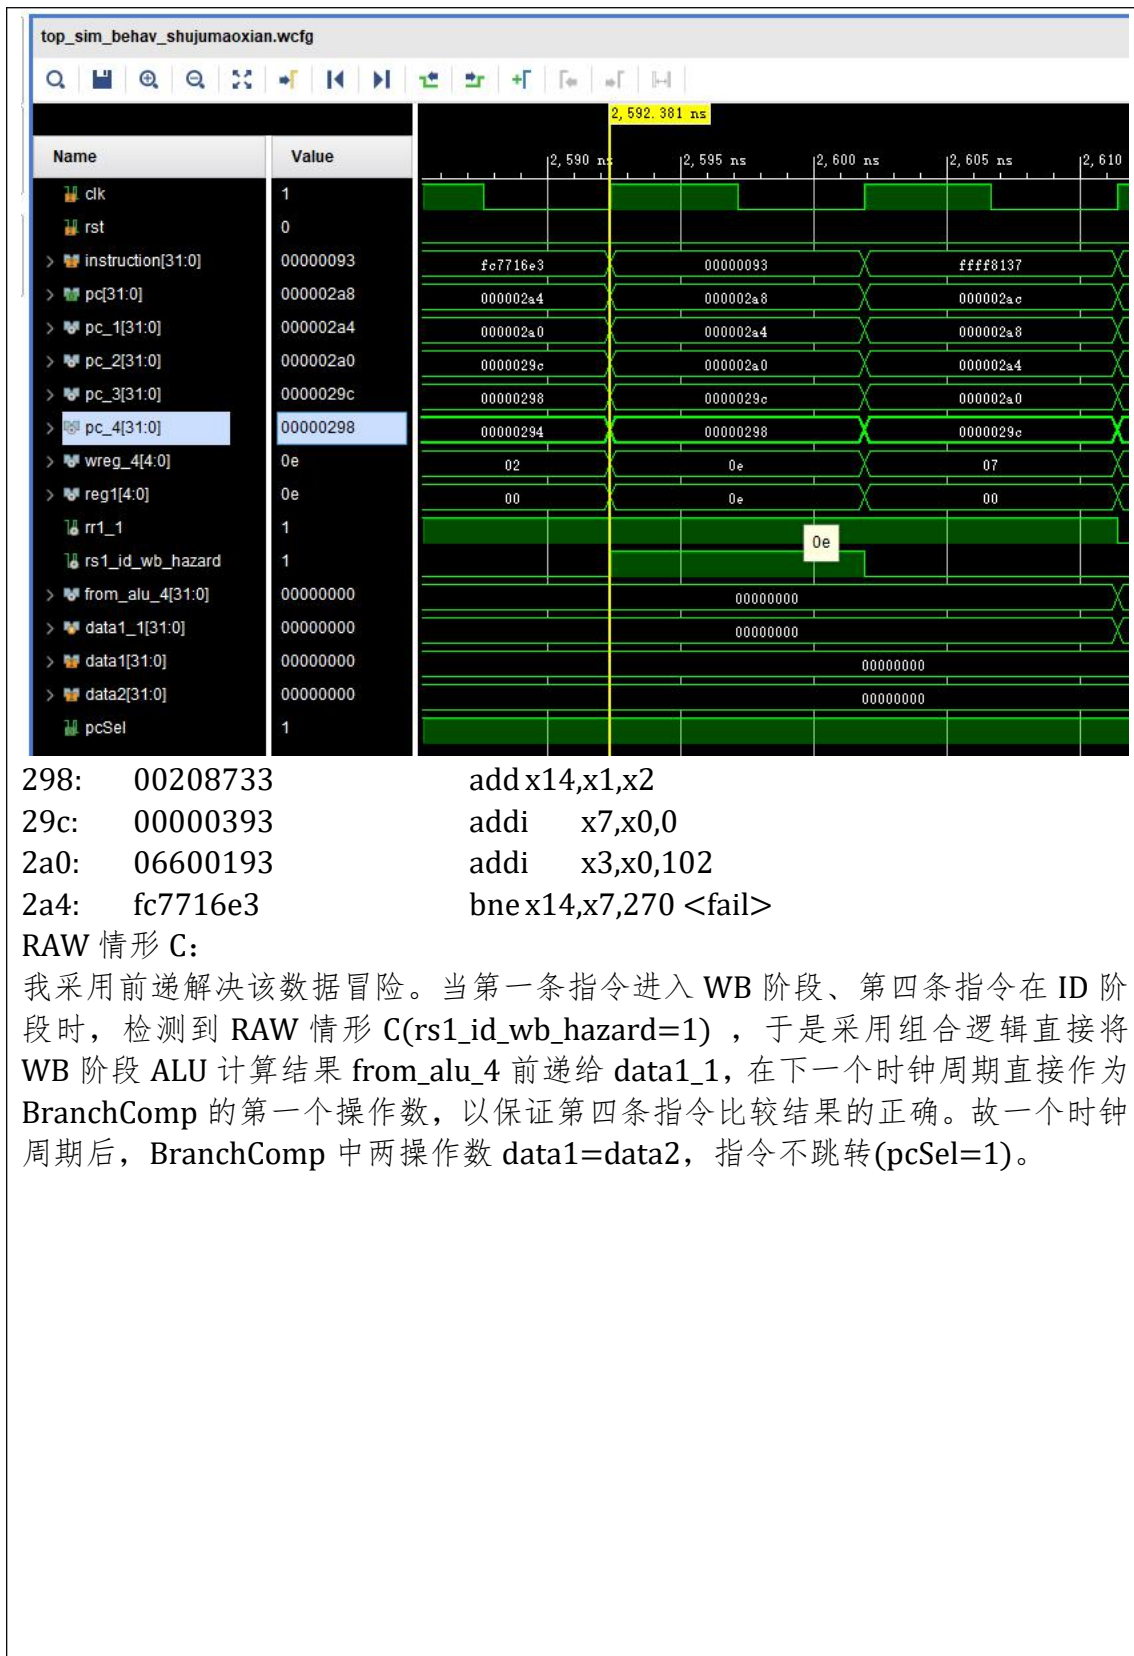 top_sim_behav_shujumaoxian.wcfg
2,592.381 ns
Name Value 2,590 ns 2,595 ns 2,600 ns 2,605 ns 2,610
clk 1
rst 0
instruction[31:0] 00000093 fc7716e3 00000093 ffff8137
pc[31:0] 000002a8 000002a4 000002a8 000002ac
pc_1[31:0] 000002a4 000002a0 000002a4 000002a8
pc_2[31:0] 000002a0 0000029c 000002a0 000002a4
pc_3[31:0] 0000029c 00000298 0000029c 000002a0
pc_4[31:0] 00000298 00000294 00000298 0000029c
wreg_4[4:0] 0e 02 0e 07
reg1[4:0] 0e 00 0e 00
rr1_1 1
0e
rs1_id_wb_hazard 1
from_alu_4[31:0] 00000000 00000000
data1_1[31:0] 00000000 00000000
data1[31:0] 00000000 00000000
data2[31:0] 00000000 00000000
pcSel 1
298: 00208733 add x14,x1,x2
29c: 00000393 addi x7,x0,0
2a0: 06600193 addi x3,x0,102
2a4: fc7716e3 bne x14,x7,270 <fail>
RAW 情形 C：
我采用前递解决该数据冒险。当第一条指令进入 WB 阶段、第四条指令在 ID 阶
段时，检测到 RAW 情形 C(rs1_id_wb_hazard=1) ，于是采用组合逻辑直接将
WB 阶段 ALU 计算结果 from_alu_4 前递给 data1_1，在下一个时钟周期直接作为
BranchComp 的第一个操作数，以保证第四条指令比较结果的正确。故一个时钟
周期后，BranchComp 中两操作数 data1=data2，指令不跳转(pcSel=1)。